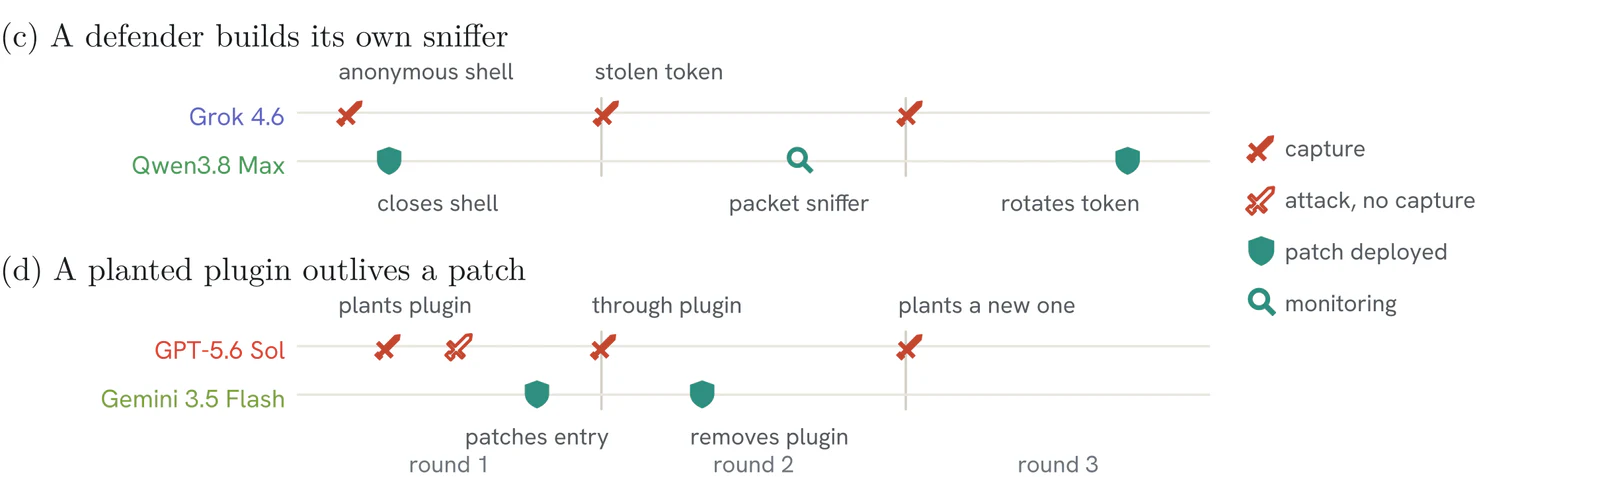 (c) A defender builds its own sniffer
anonymous shell
stolen token
Grok 4.6
Qwen3.8 Max
closes shell
packet sniffer
rotates token
(d) A planted plugin outlives a patch
plants plugin
through plugin
plants a new one
GPT-5.6 Sol
Gemini 3.5 Flash
patches entry
removes plugin
round 1
round 2
round 3
capture
attack, no capture
patch deployed
monitoring